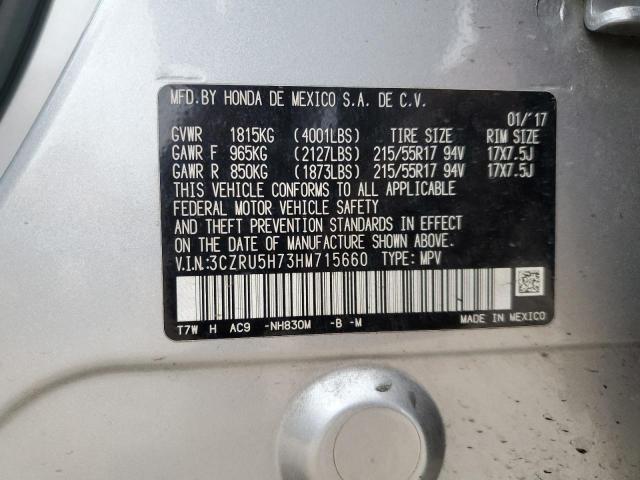 MFD.BY HONDA DE MEXICO S.A. DE C.V.
01/'17
GVWR 1815KG (4001LBS) TIRE SIZE RIM SIZE
GAWR F 965KG (2127LBS) 215/55R17 94V 17X7.5J
GAWR R 850KG (1873LBS) 215/55R17 94V 17X7.5J
THIS VEHICLE CONFORMS TO ALL APPLICABLE
FEDERAL MOTOR VEHICLE SAFETY
AND THEFT PREVENTION STANDARDS IN EFFECT
ON THE DATE OF MANUFACTURE SHOWN ABOVE.
V.I.N.:3CZRU5H73HM715660 TYPE: MPV
T7W H AC9 -NH830M -B -M
MADE IN MEXICO